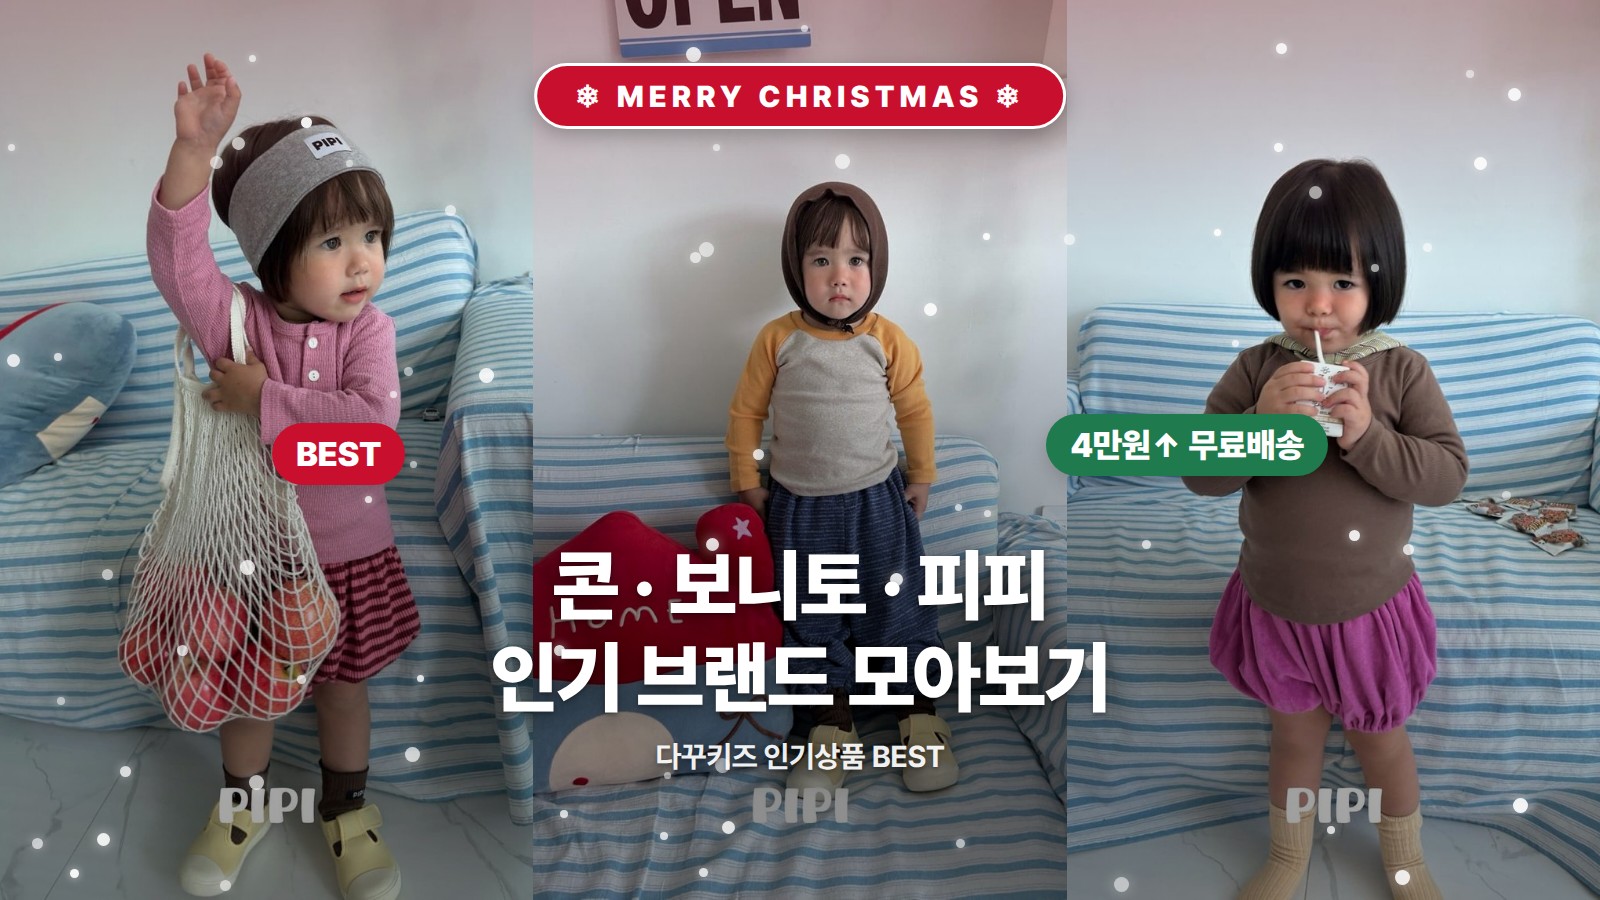 OPEN
❄ MERRY CHRISTMAS ❄
PIPI
BEST
4만원↑ 무료배송
HOME
콘·보니토·피피
인기 브랜드 모아보기
다꾸키즈 인기상품 BEST
PIPI
PIPI
PIPI